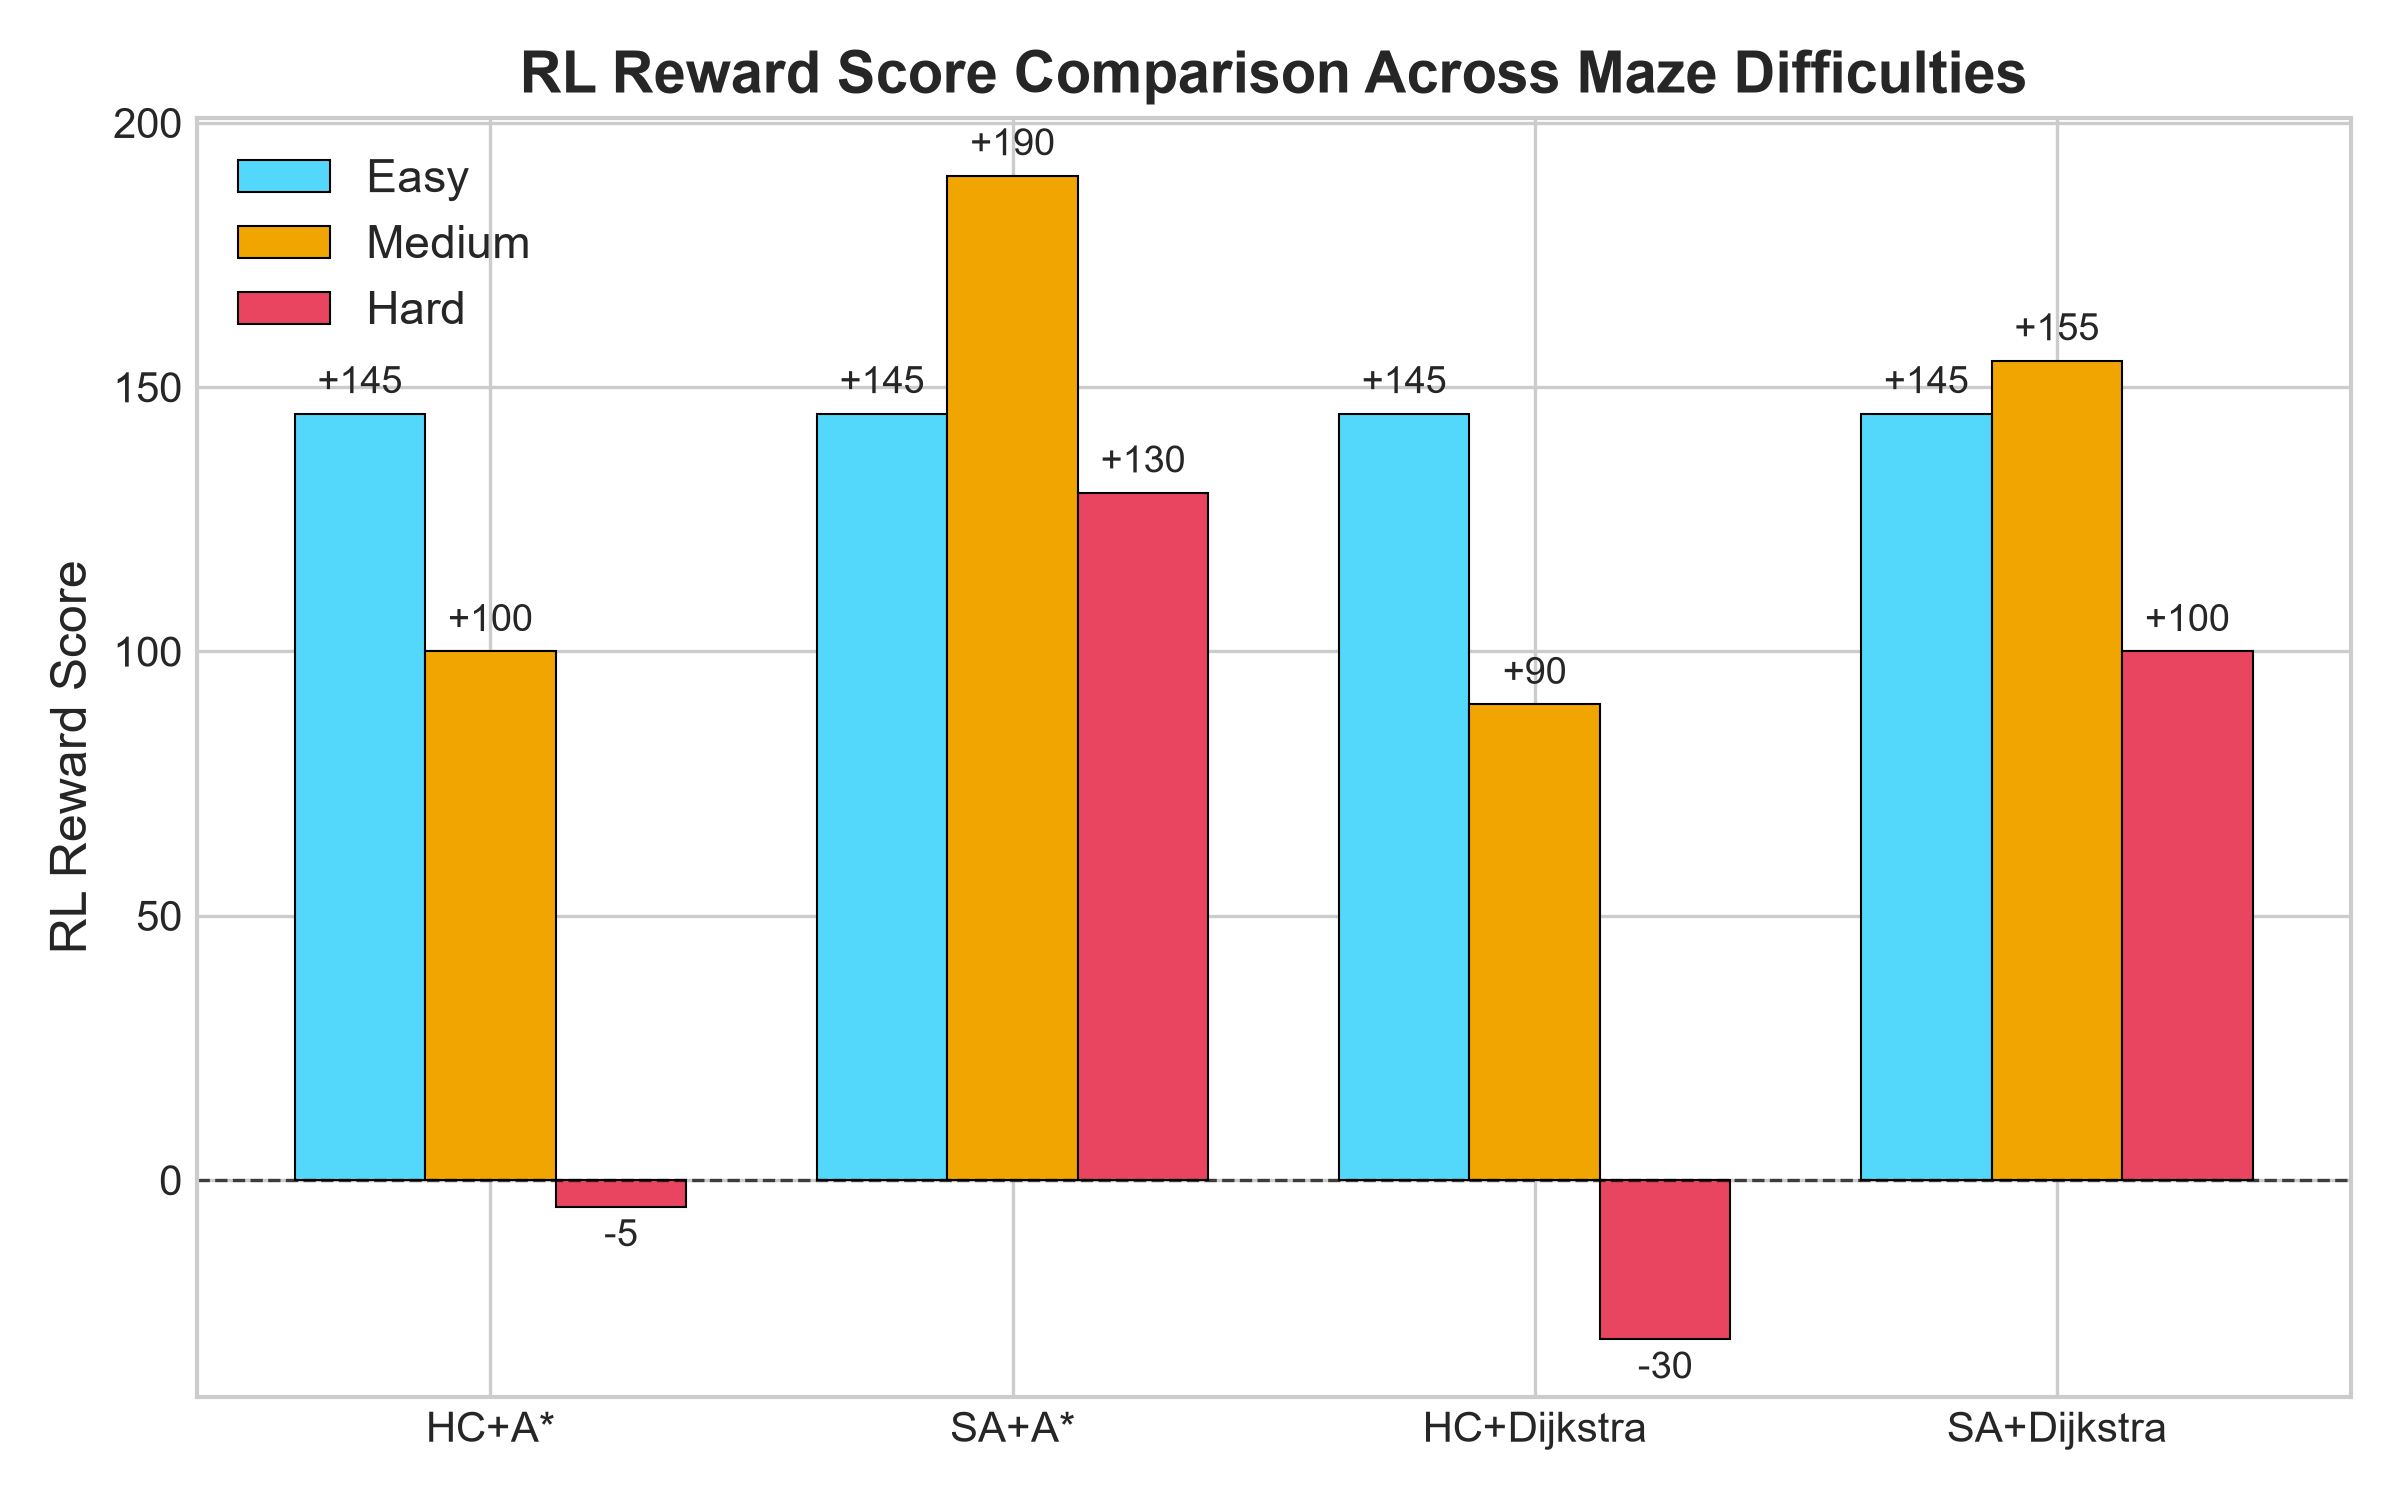 RL Reward Score Comparison Across Maze Difficulties
RL Reward Score
200
150
100
50
0
Easy
Medium
Hard
+145
+100
-5
+145
+190
+130
+145
+90
-30
+145
+155
+100
HC+A*
SA+A*
HC+Dijkstra
SA+Dijkstra